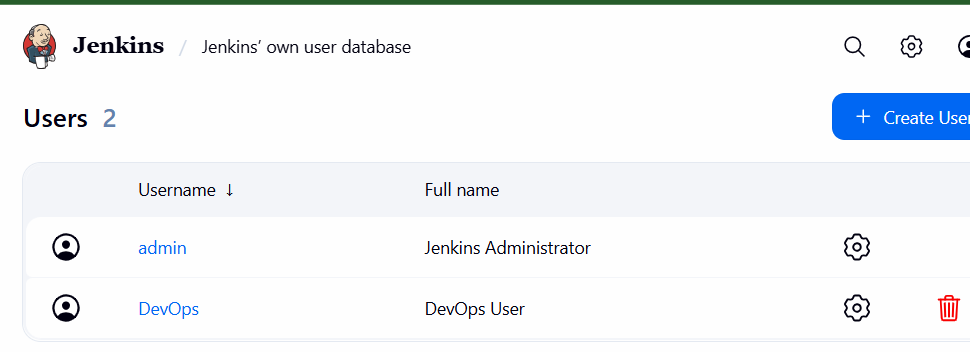 Jenkins / Jenkins' own user database
Users 2
+ Create User
Username ↓ Full name
admin Jenkins Administrator
DevOps DevOps User